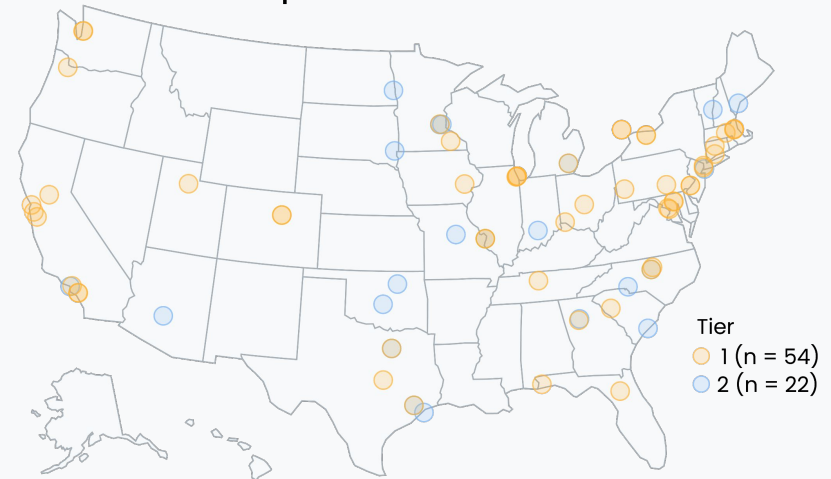 Tier
1 (n = 54)
2 (n = 22)